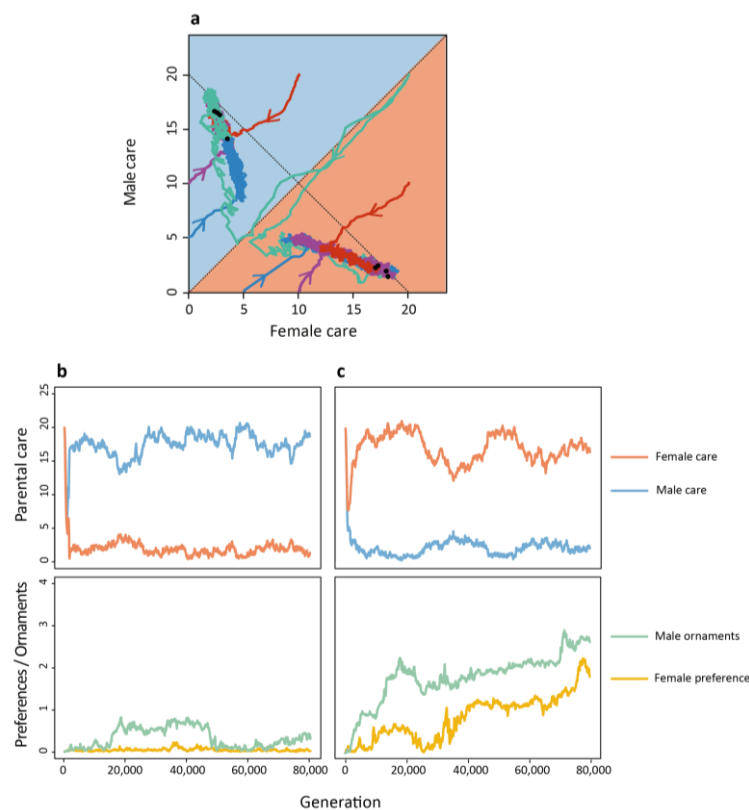 a
20
15
10
5
0
Male care
0 5 10 15 20
Female care
b
c
25
20
15
10
5
0
Parental care
Female care
Male care
4
3
2
1
0
Preferences / Ornaments
Male ornaments
Female preference
0 20,000 40,000 60,000 80,000
0 20,000 40,000 60,000 80,000
Generation